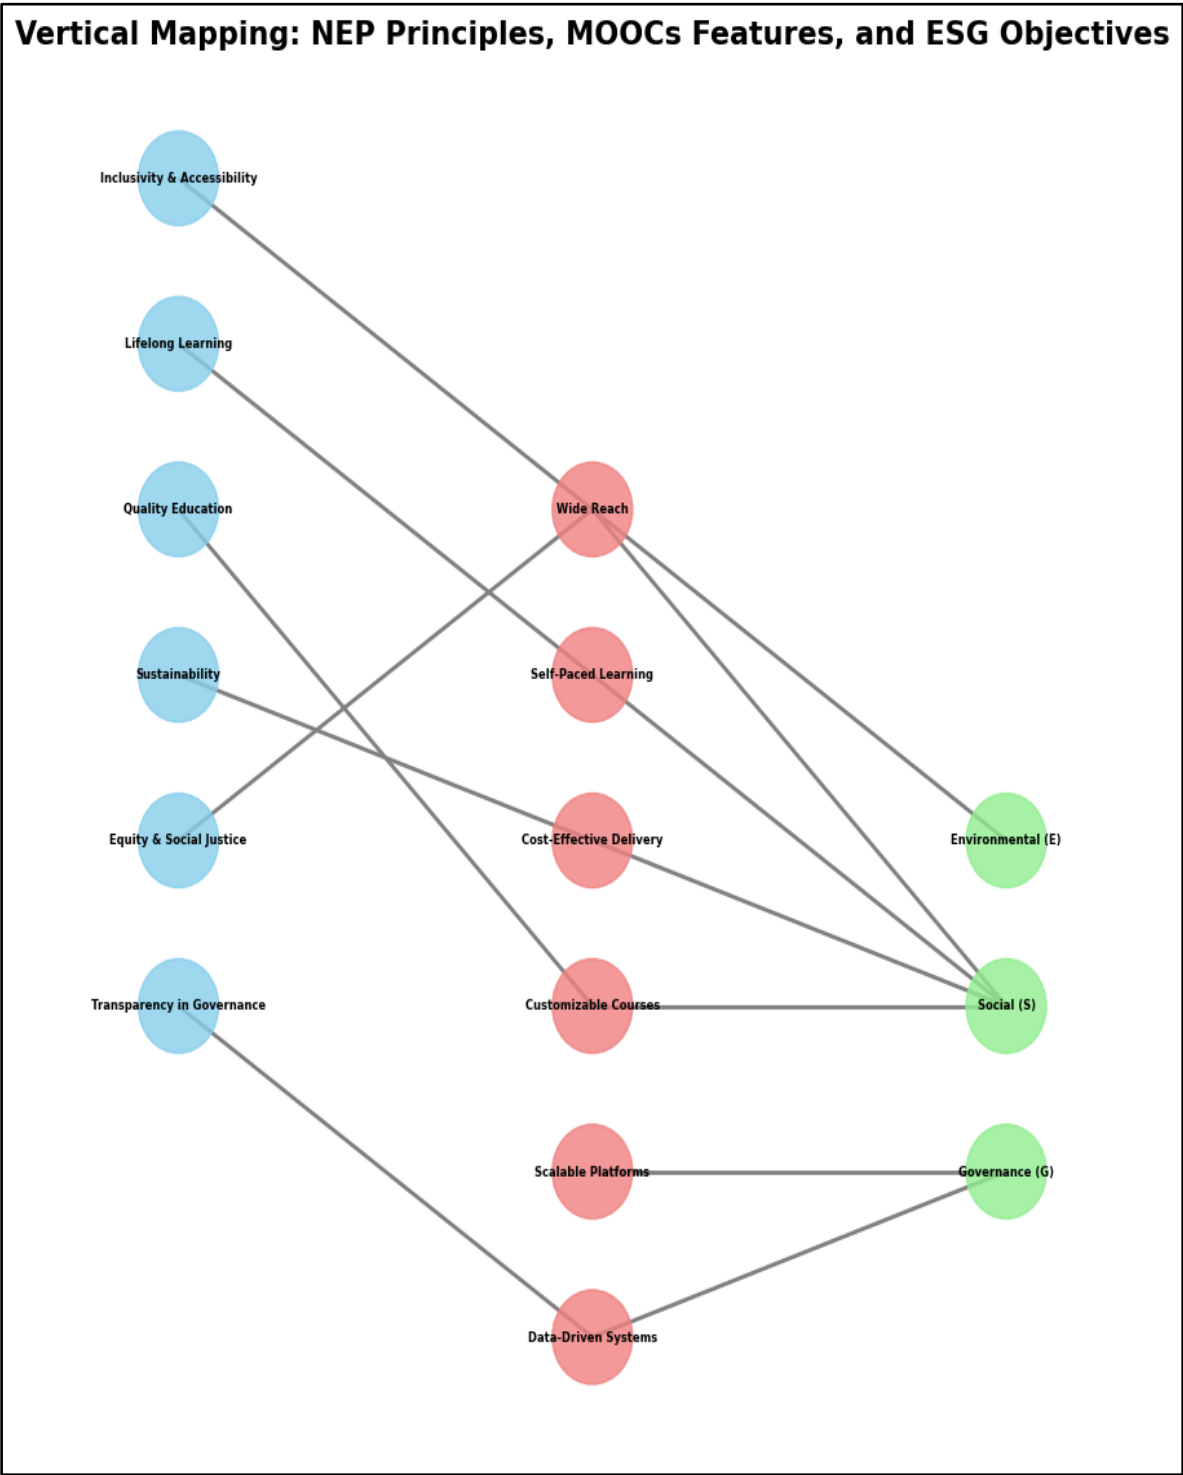 Vertical Mapping: NEP Principles, MOOCs Features, and ESG Objectives
Inclusivity & Accessibility
Lifelong Learning
Quality Education
Sustainability
Equity & Social Justice
Transparency in Governance
Wide Reach
Self-Paced Learning
Cost-Effective Delivery
Customizable Courses
Scalable Platforms
Data-Driven Systems
Environmental (E)
Social (S)
Governance (G)